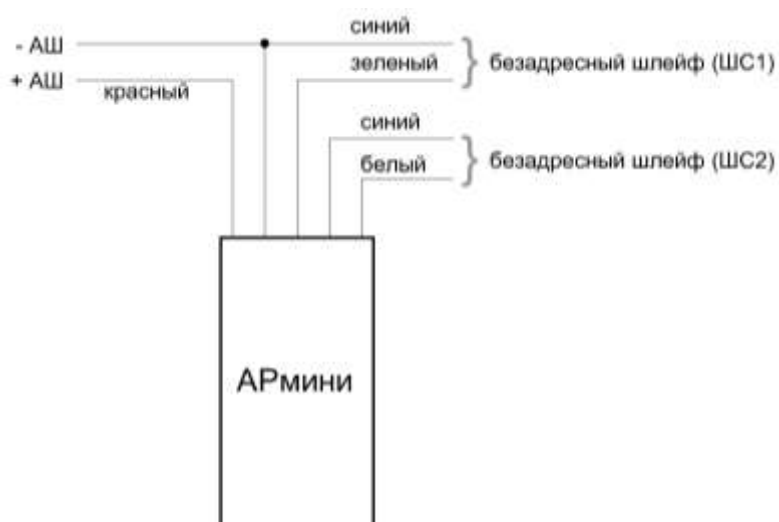 синий
- АШ
зеленый
безадресный шлейф (ШС1)
+ АШ
красный
синий
белый
безадресный шлейф (ШС2)
АРмини